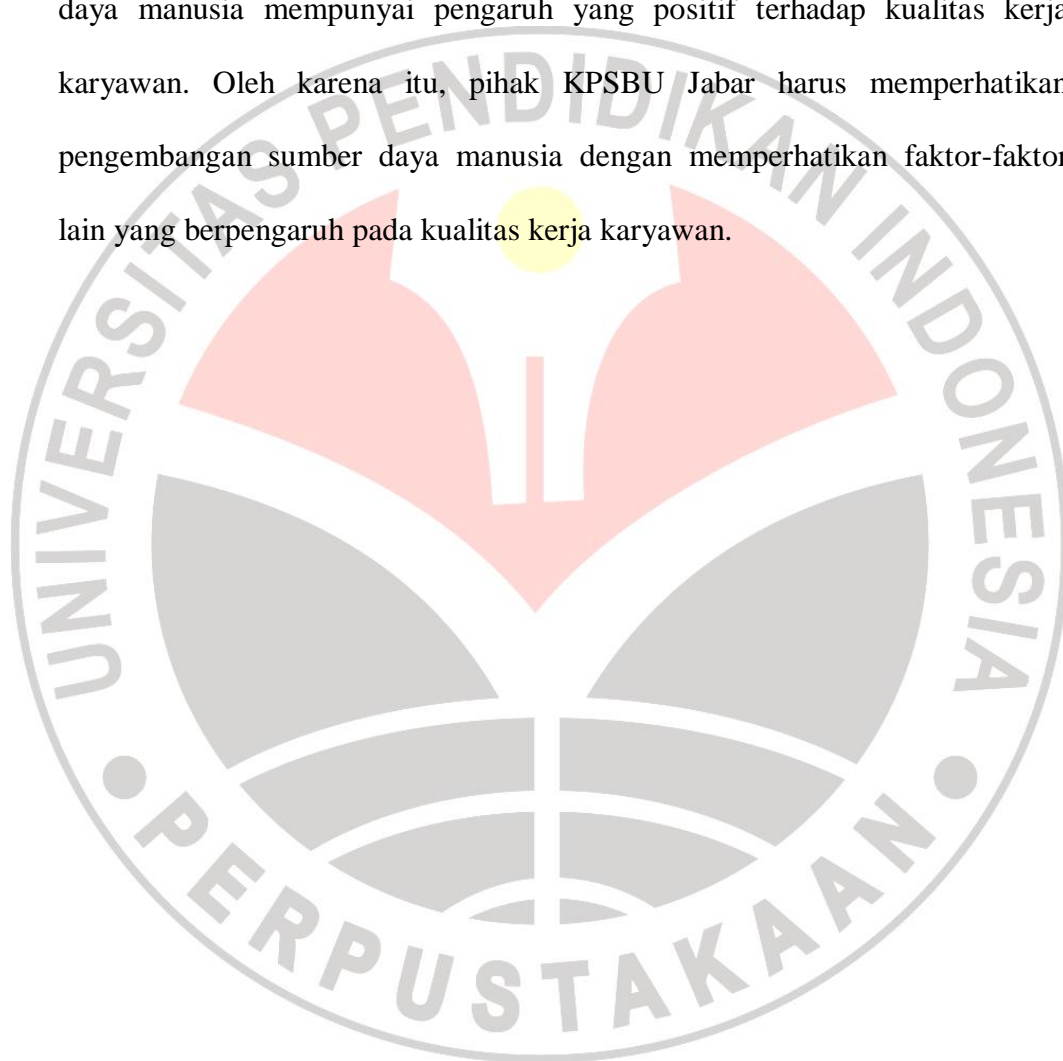 daya manusia mempunyai pengaruh yang positif terhadap kualitas kerja
karyawan. Oleh karena itu, pihak KPSBU Jabar harus memperhatikan
pengembangan sumber daya manusia dengan memperhatikan faktor-faktor
lain yang berpengaruh pada kualitas kerja karyawan.
UNIVERSITAS PENDIDIKAN INDONESIA
PERPUSTAKAAN